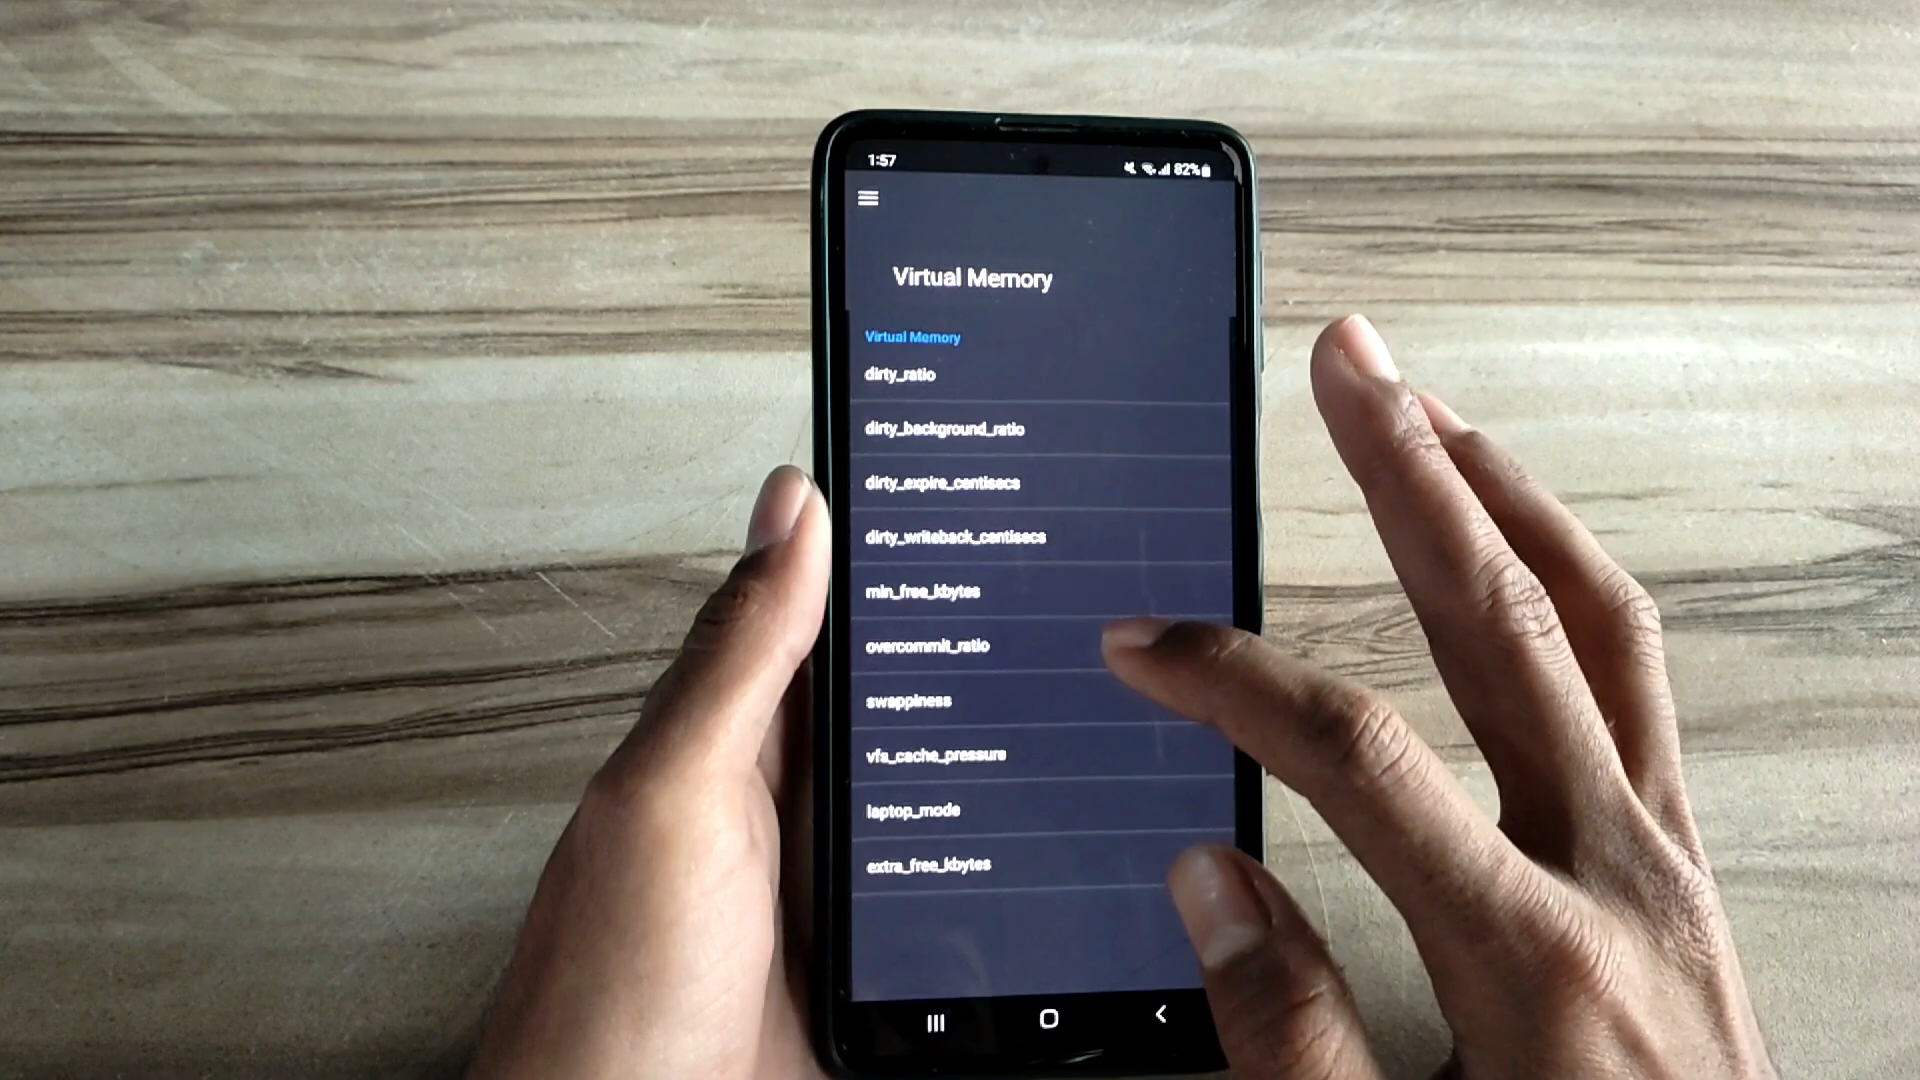 1:57
82%
Virtual Memory
Virtual Memory
dirty_ratio
dirty_background_ratio
dirty_expire_centisecs
dirty_writeback_centisecs
min_free_kbytes
overcommit_ratio
swappiness
vfs_cache_pressure
laptop_mode
extra_free_kbytes